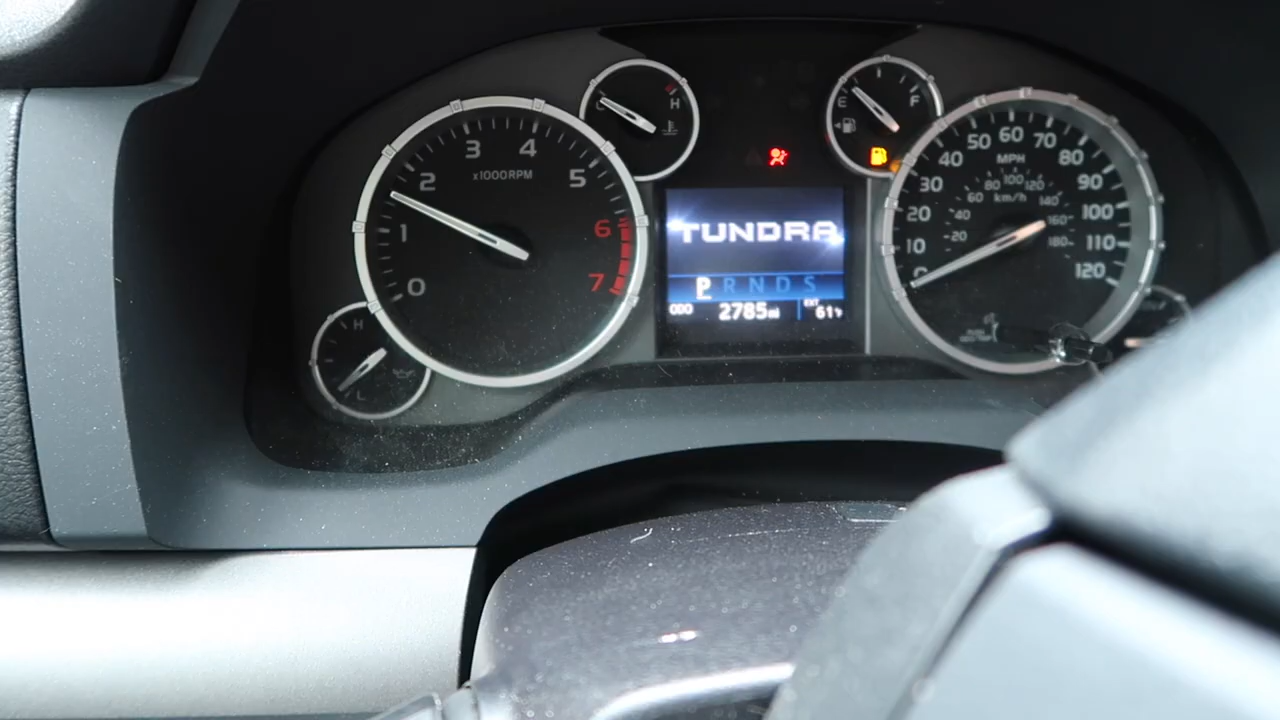 C H
E F
3 4
2 5
x1000RPM
1 6
0 7
H
L
TUNDRA
P R N D S
ODO 2785mi EXT 61°F
50 60 70
40 80
MPH
30 90
80 100 120
60 km/h 140
20 40 160 100
10 20 180 110
0 120